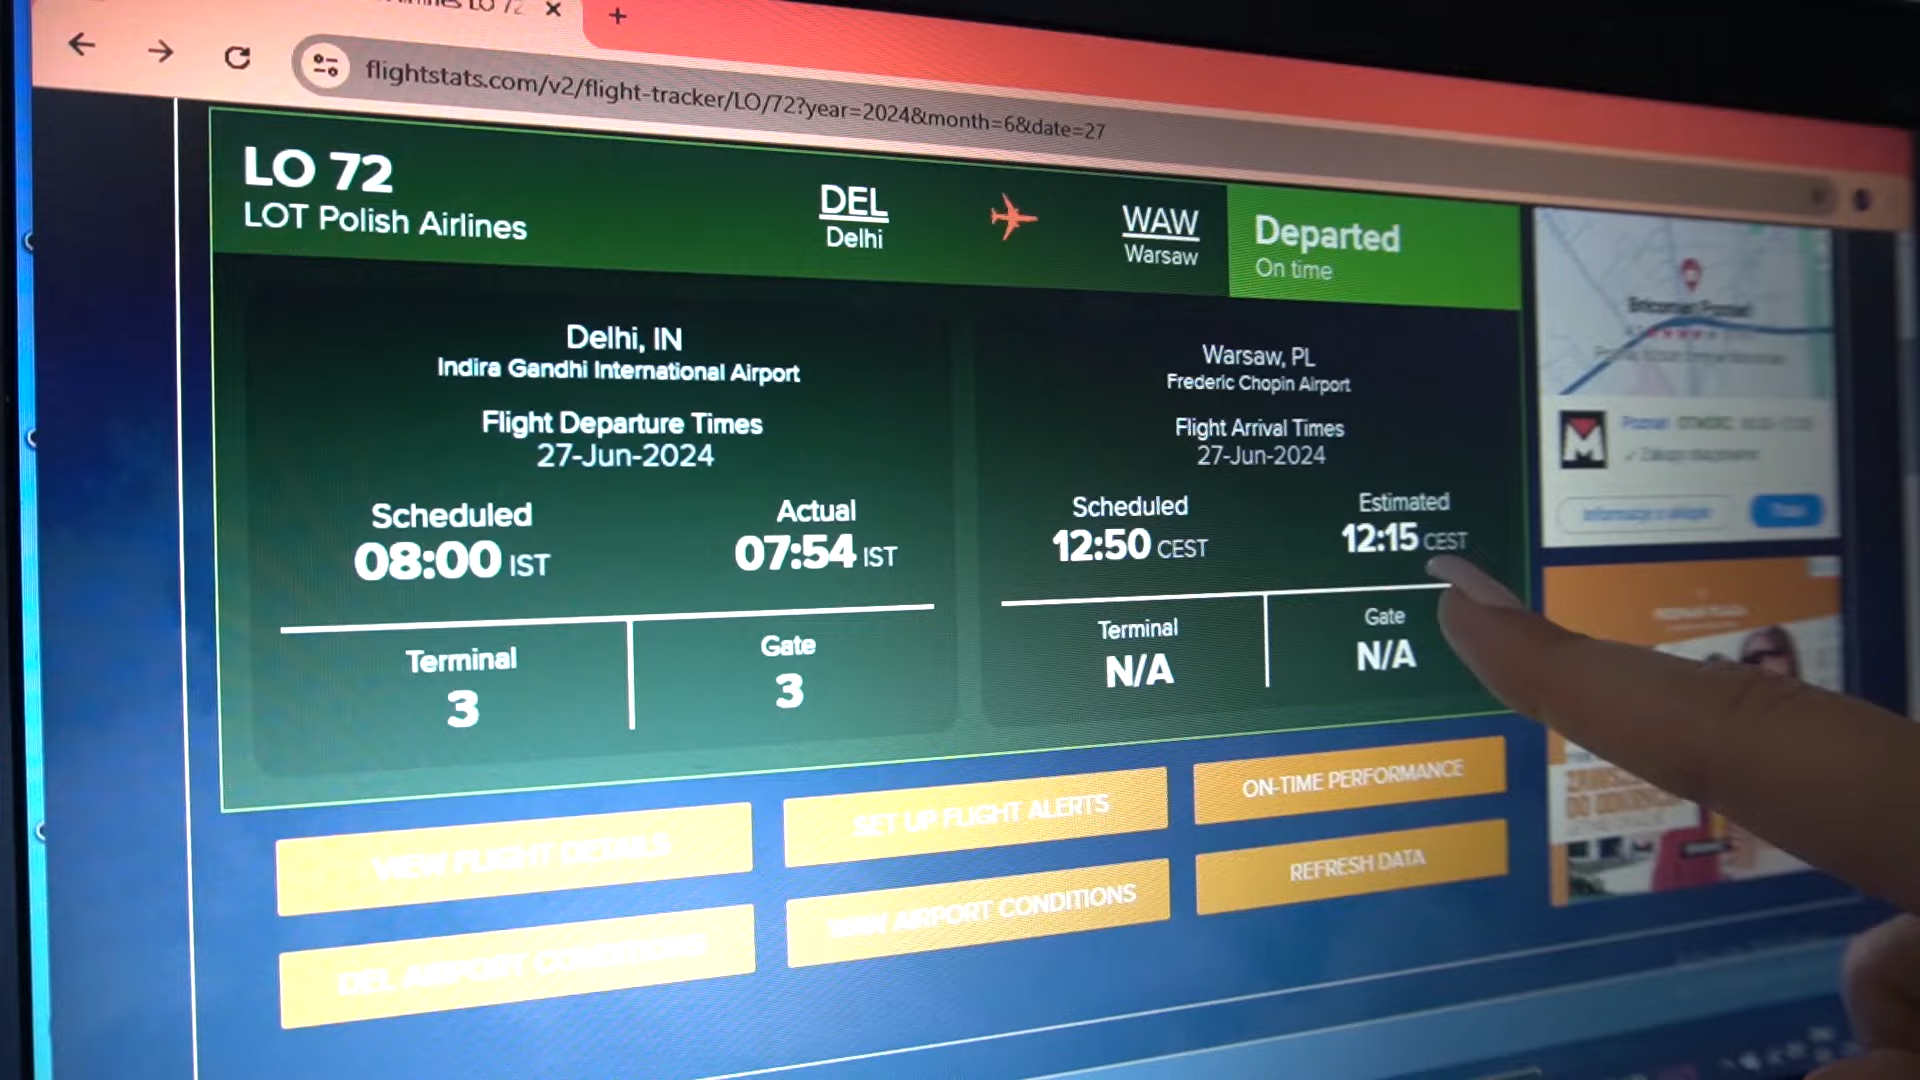 LO 72
flightstats.com/v2/flight-tracker/LO/72?year=2024&month=6&date=27
LO 72
LOT Polish Airlines
DEL
Delhi
WAW
Warsaw
Departed
On time
Delhi, IN
Indira Gandhi International Airport
Flight Departure Times
27-Jun-2024
Scheduled
08:00 IST
Actual
07:54 IST
Terminal
3
Gate
3
Warsaw, PL
Frederic Chopin Airport
Flight Arrival Times
27-Jun-2024
Scheduled
12:50 CEST
Estimated
12:15 CEST
Terminal
N/A
Gate
N/A
VIEW FLIGHT DETAILS
SET UP FLIGHT ALERTS
ON-TIME PERFORMANCE
DEL AIRPORT CONDITIONS
WAW AIRPORT CONDITIONS
REFRESH DATA